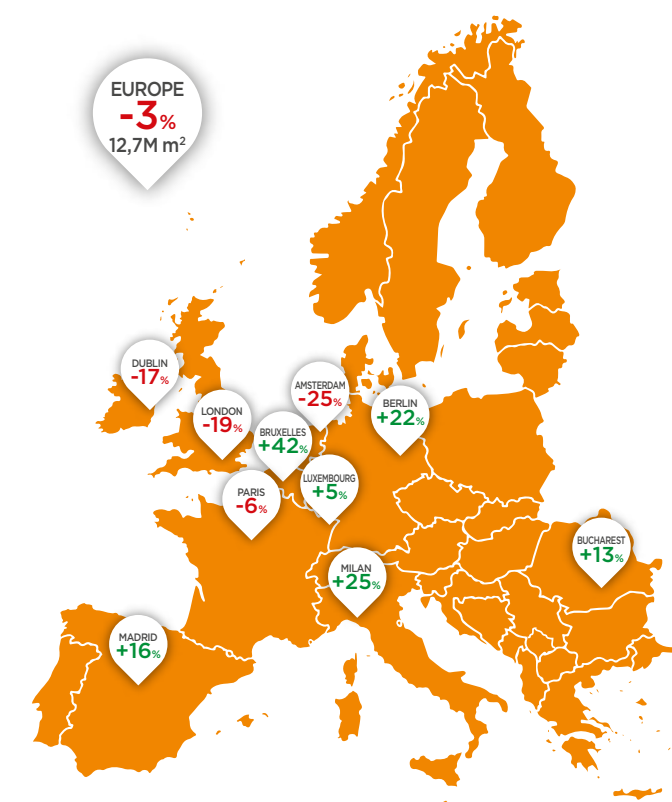 EUROPE
-3%
12,7M m²
DUBLIN
-17%
LONDON
-19%
AMSTERDAM
-25%
BERLIN
+22%
BRUXELLES
+42%
LUXEMBOURG
+5%
PARIS
-6%
BUCHAREST
+13%
MILAN
+25%
MADRID
+16%